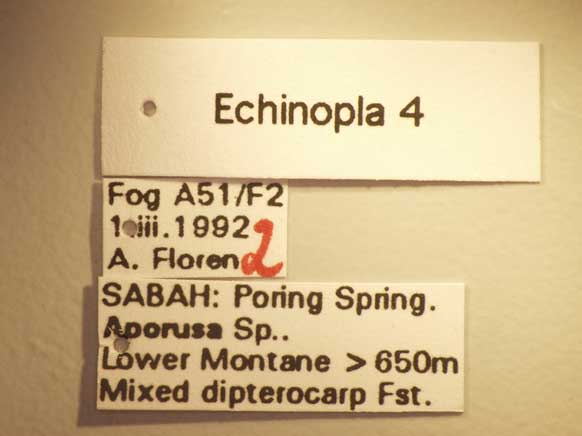 Echinopla 4
Fog A51/F2
1.iii.1992
A. Floren 2
SABAH: Poring Spring.
Aporusa Sp..
Lower Montane > 650m
Mixed dipterocarp Fst.